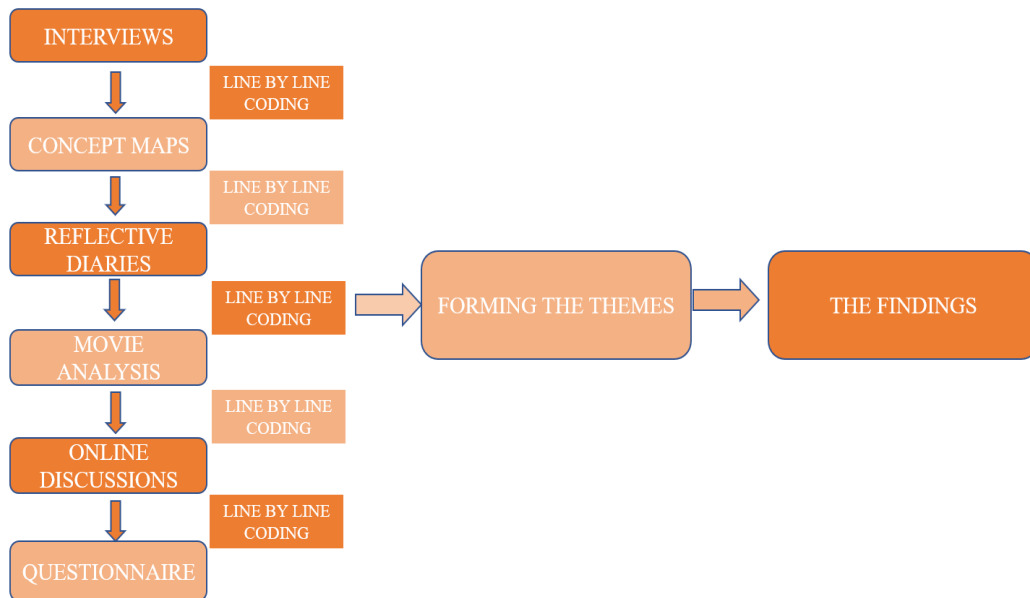 INTERVIEWS
LINE BY LINE
CODING
CONCEPT MAPS
LINE BY LINE
CODING
REFLECTIVE
DIARIES
LINE BY LINE
CODING
FORMING THE THEMES
THE FINDINGS
MOVIE
ANALYSIS
LINE BY LINE
CODING
ONLINE
DISCUSSIONS
LINE BY LINE
CODING
QUESTIONNAIRE